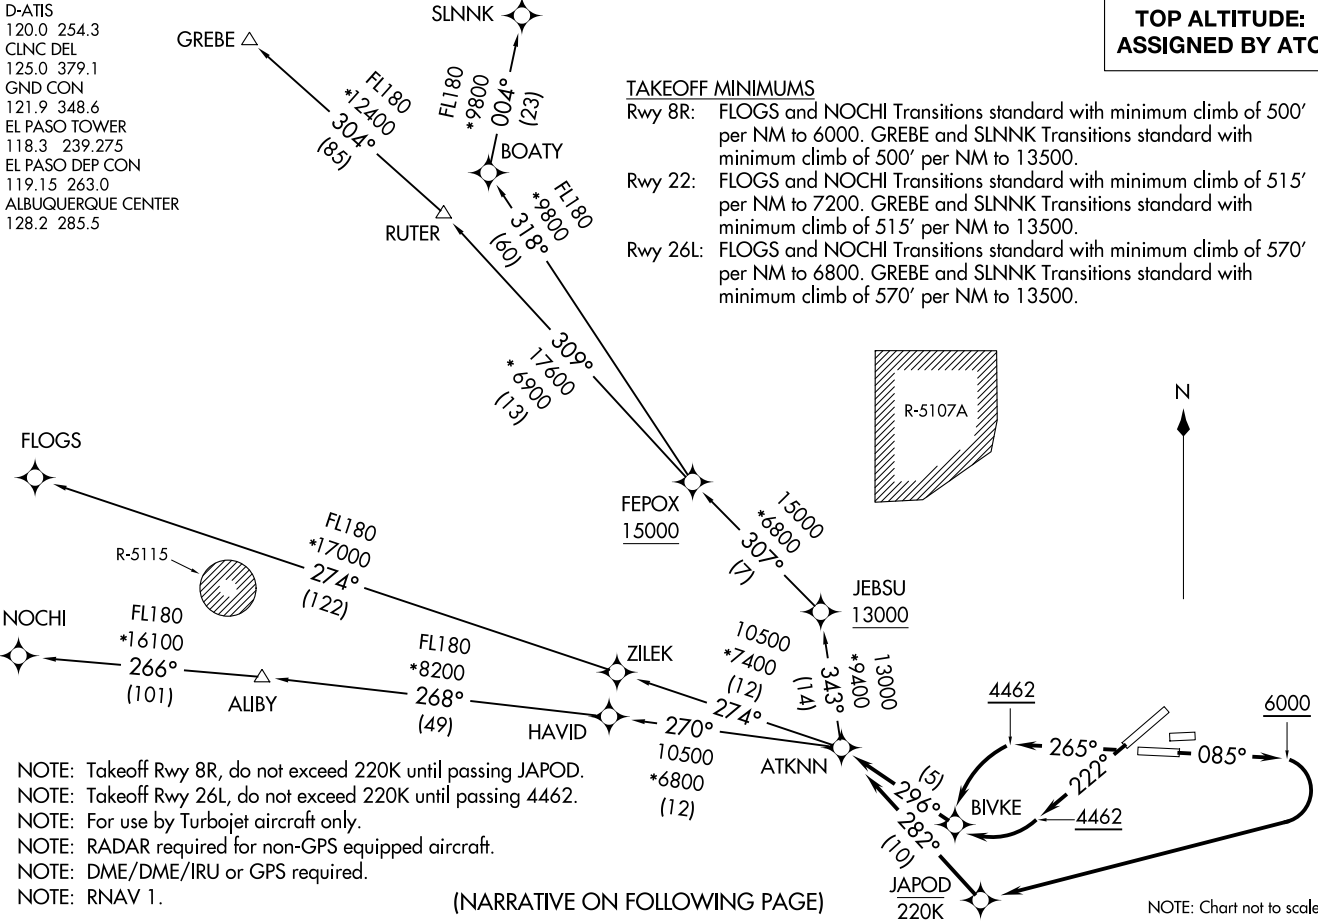 D-ATIS
120.0 254.3
CLNC DEL
125.0 379.1
GND CON
121.9 348.6
EL PASO TOWER
118.3 239.275
EL PASO DEP CON
119.15 263.0
ALBUQUERQUE CENTER
128.2 285.5
TOP ALTITUDE:
ASSIGNED BY ATC
TAKEOFF MINIMUMS
Rwy 8R: FLOGS and NOCHI Transitions standard with minimum climb of 500'
per NM to 6000. GREBE and SLNNK Transitions standard with
minimum climb of 500' per NM to 13500.
Rwy 22: FLOGS and NOCHI Transitions standard with minimum climb of 515'
per NM to 7200. GREBE and SLNNK Transitions standard with
minimum climb of 515' per NM to 13500.
Rwy 26L: FLOGS and NOCHI Transitions standard with minimum climb of 570'
per NM to 6800. GREBE and SLNNK Transitions standard with
minimum climb of 570' per NM to 13500.
SLNNK
GREBE
FL180
*9800
004°
(23)
FL180
*12400
304°
(85)
BOATY
FL180
*9800
318°
(60)
RUTER
309°
17600
*6900
(13)
R-5107A
N
FLOGS
FEPOX
15000
15000
*6800
307°
(7)
FL180
*17000
274°
(122)
R-5115
JEBSU
13000
NOCHI
FL180
*16100
266°
(101)
ALIBY
FL180
*8200
268°
(49)
ZILEK
HAVID
10500
*7400
(12)
274°
13000
*9400
343°
(14)
270°
10500
*6800
(12)
ATKNN
4462
6000
265°
222°
085°
4462
BIVKE
(5)
296°
282°
(10)
JAPOD
220K
NOTE: Takeoff Rwy 8R, do not exceed 220K until passing JAPOD.
NOTE: Takeoff Rwy 26L, do not exceed 220K until passing 4462.
NOTE: For use by Turbojet aircraft only.
NOTE: RADAR required for non-GPS equipped aircraft.
NOTE: DME/DME/IRU or GPS required.
NOTE: RNAV 1.
(NARRATIVE ON FOLLOWING PAGE)
NOTE: Chart not to scale